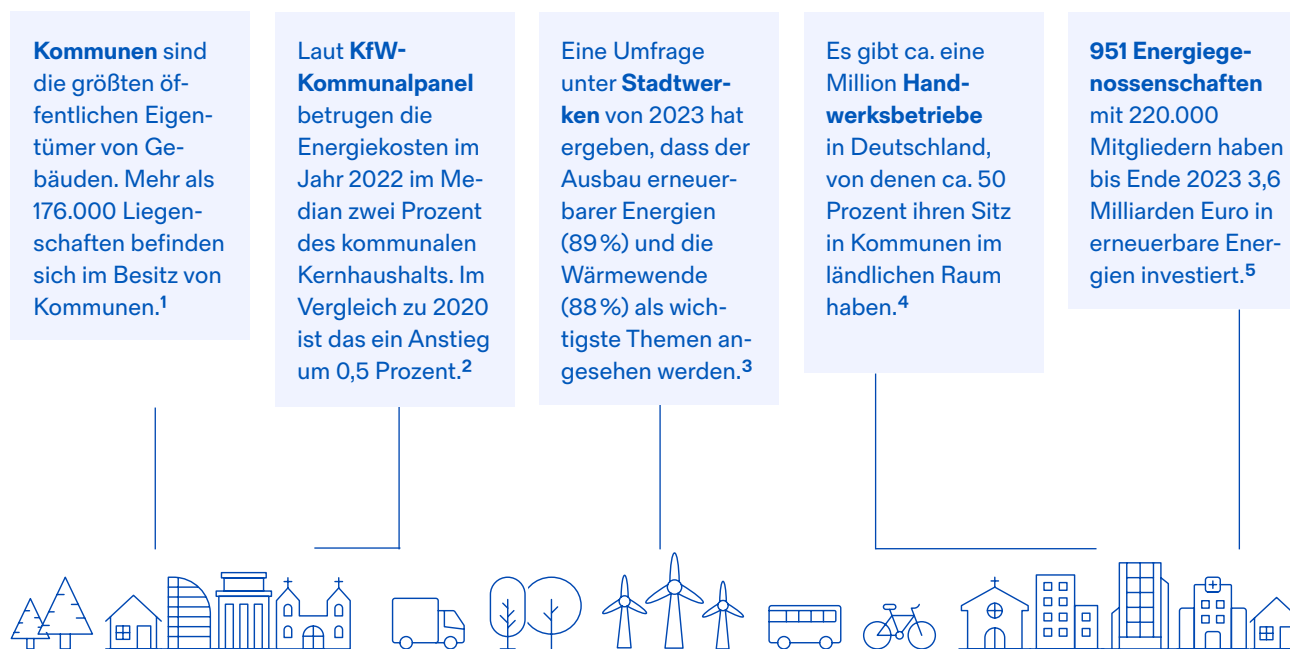 Kommunen sind
die größten öf-
fentlichen Eigen-
tümer von Ge-
bäuden. Mehr als
176.000 Liegen-
schaften befinden
sich im Besitz von
Kommunen.1
Laut KfW-
Kommunalpanel
betrugen die
Energiekosten im
Jahr 2022 im Me-
dian zwei Prozent
des kommunalen
Kernhaushalts. Im
Vergleich zu 2020
ist das ein Anstieg
um 0,5 Prozent.2
Eine Umfrage
unter Stadtwer-
ken von 2023 hat
ergeben, dass der
Ausbau erneuer-
barer Energien
(89 %) und die
Wärmewende
(88 %) als wich-
tigste Themen an-
gesehen werden.3
Es gibt ca. eine
Million Hand-
werksbetriebe
in Deutschland,
von denen ca. 50
Prozent ihren Sitz
in Kommunen im
ländlichen Raum
haben.4
951 Energiege-
nossenschaften
mit 220.000
Mitgliedern haben
bis Ende 2023 3,6
Milliarden Euro in
erneuerbare Ener-
gien investiert.5